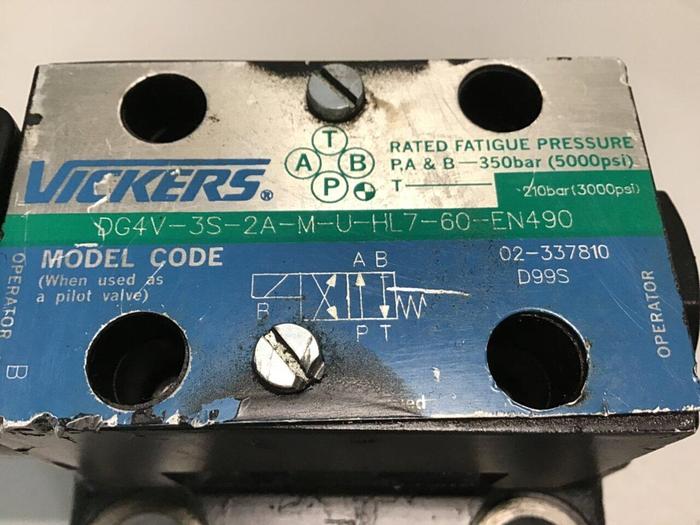 VICKERS®
T
A B
P
RATED FATIGUE PRESSURE
P,A & B—350bar (5000psi)
T—210bar(3000psi)
DG4V-3S-2A-M-U-HL7-60-EN490
MODEL CODE
(When used as
a pilot valve)
02-337810
D99S
A B
B
P T
OPERATOR B
OPERATOR